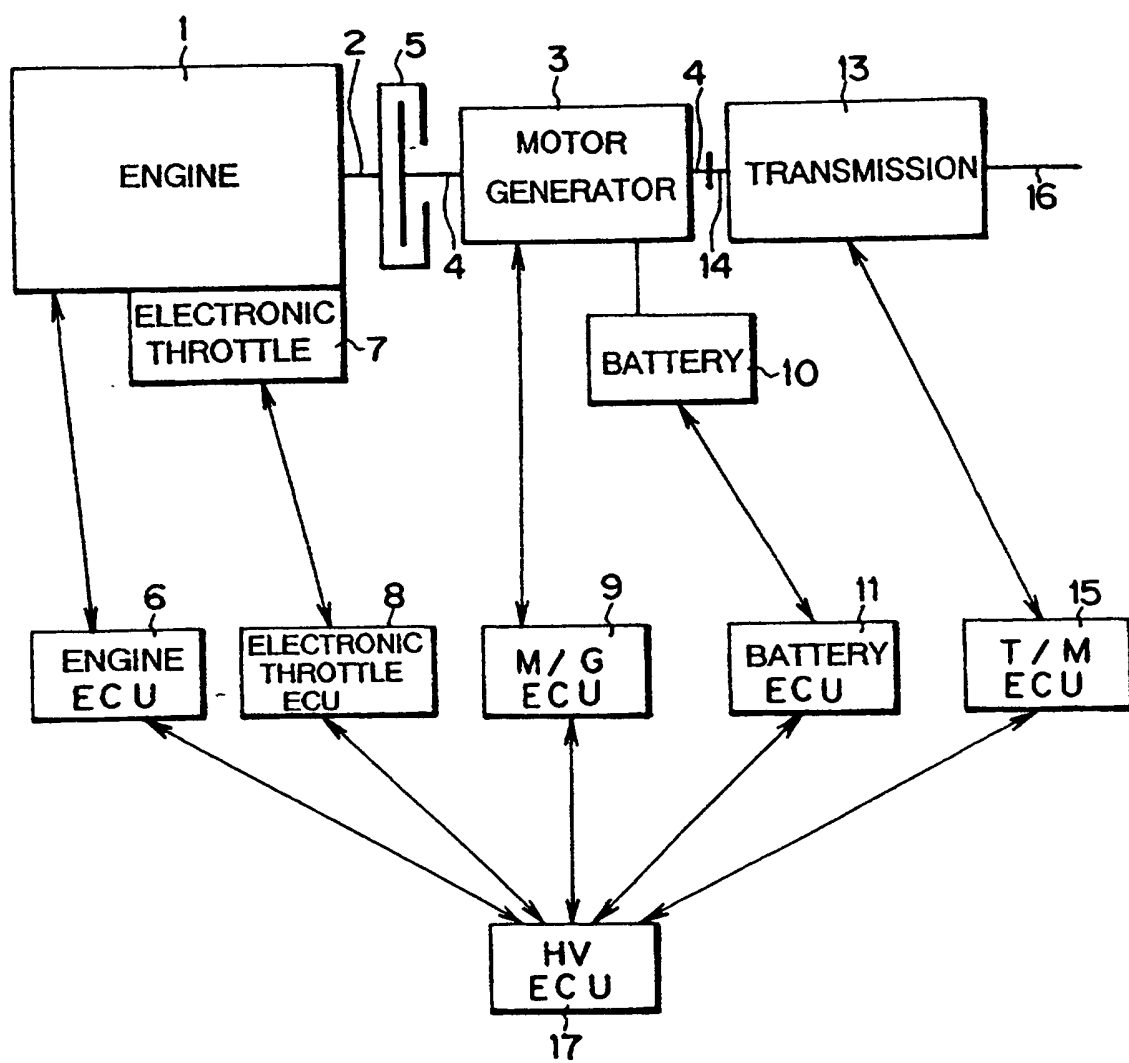 1
2
5
3
4
13
ENGINE
MOTOR
GENERATOR
TRANSMISSION
16
4
14
ELECTRONIC
THROTTLE
7
BATTERY
10
6
8
9
11
15
ENGINE
ECU
ELECTRONIC
THROTTLE
ECU
M/G
ECU
BATTERY
ECU
T/M
ECU
HV
ECU
17